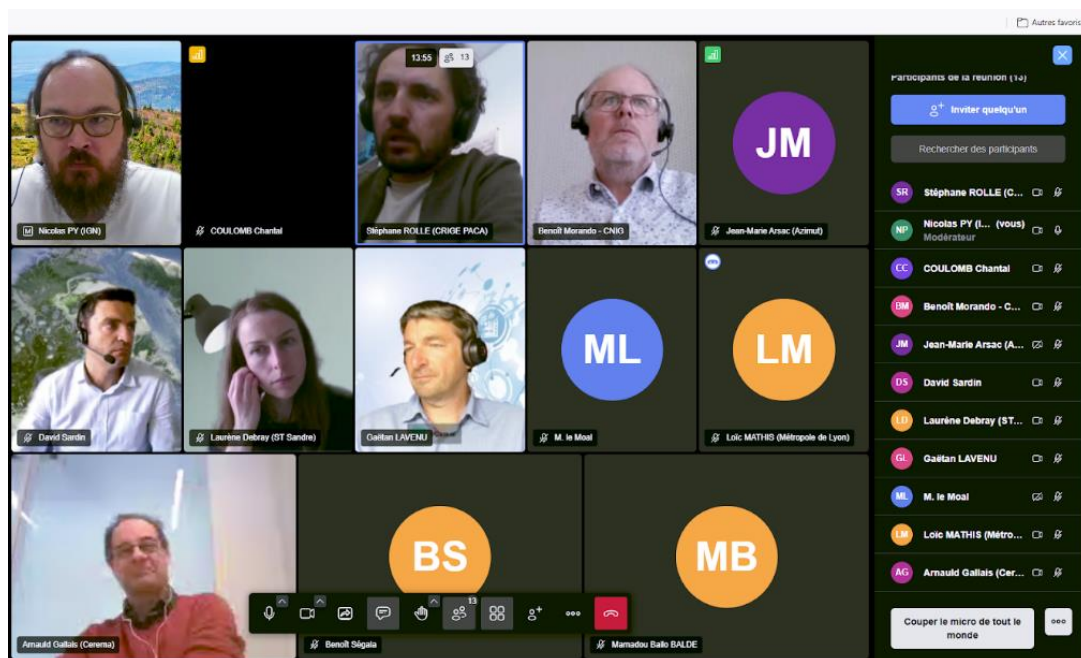 Autres favoris
13:55
13
JM
Nicolas PY (IGN)
COULOMB Chantal
Stéphane ROLLE (CRIGE PACA)
Benoît Morando - CNIG
Jean-Marie Arsac (Azimut)
ML
LM
David Sardin
Laurène Debray (ST Sandre)
Gaëtan LAVENU
M. le Moal
Loïc MATHIS (Métropole de Lyon)
BS
MB
13
Arnauld Gallais (Cerema)
Benoît Ségala
Mamadou Bailo BALDE
Participants de la réunion (13)
Inviter quelqu'un
Rechercher des participants
SR Stéphane ROLLE (C...
NP Nicolas PY (I... (vous)
Modérateur
CC COULOMB Chantal
BM Benoît Morando - C...
JM Jean-Marie Arsac (A...
DS David Sardin
LD Laurène Debray (ST...
GL Gaëtan LAVENU
ML M. le Moal
LM Loïc MATHIS (Métro...
AG Arnauld Gallais (Cer...
Couper le micro de tout le
monde